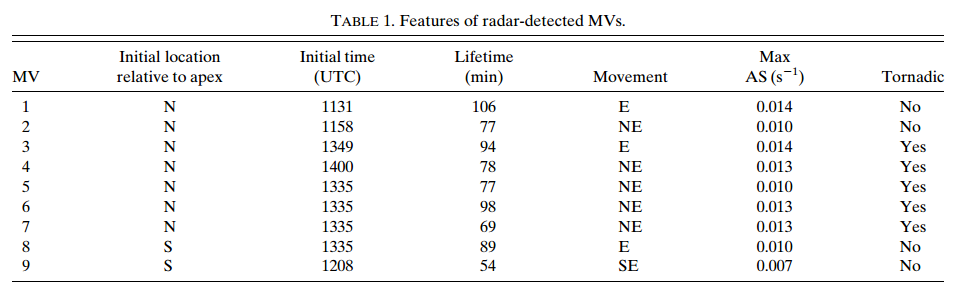 TABLE 1. Features of radar-detected MVs.
MV Initial location relative to apex Initial time (UTC) Lifetime (min) Movement Max AS (s−1) Tornadic
1 N 1131 106 E 0.014 No
2 N 1158 77 NE 0.010 No
3 N 1349 94 E 0.014 Yes
4 N 1400 78 NE 0.013 Yes
5 N 1335 77 NE 0.010 Yes
6 N 1335 98 NE 0.013 Yes
7 N 1335 69 NE 0.013 Yes
8 S 1335 89 E 0.010 No
9 S 1208 54 SE 0.007 No